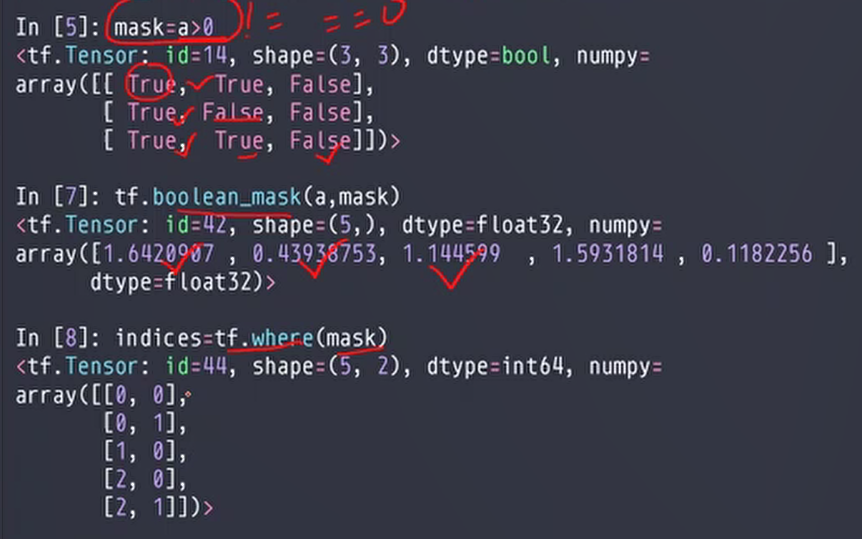 In [5]: mask=a>0 != ==0
<tf.Tensor: id=14, shape=(3, 3), dtype=bool, numpy=
array([[ True, True, False],
[ True, False, False],
[ True, True, False]])>
In [7]: tf.boolean_mask(a,mask)
<tf.Tensor: id=42, shape=(5,), dtype=float32, numpy=
array([1.6420907 , 0.43938753, 1.144599 , 1.5931814 , 0.1182256 ],
dtype=float32)>
In [8]: indices=tf.where(mask)
<tf.Tensor: id=44, shape=(5, 2), dtype=int64, numpy=
array([[0, 0],
[0, 1],
[1, 0],
[2, 0],
[2, 1]])>